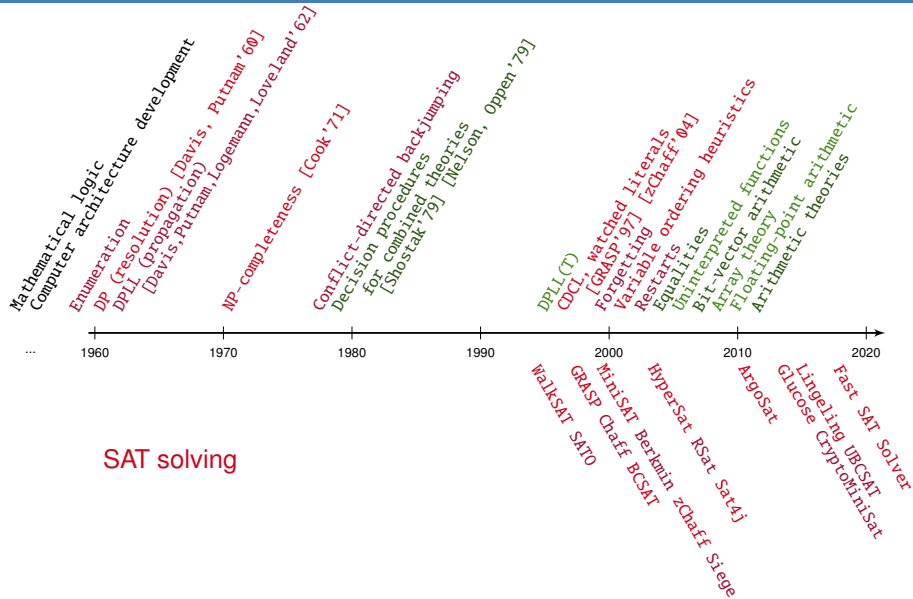 Mathematical logic
Computer architecture development
Enumeration
DP (resolution) [Davis, Putnam'60]
DPLL (propagation)
[Davis,Putnam,Logemann,Loveland'62]
NP-completeness [Cook'71]
Conflict-directed backjumping
Decision procedures
for combined theories
[Shostak'79] [Nelson, Oppen'79]
DPLL(T)
CDCL, watched literals
[GRASP'97] [zChaff'04]
Forgetting
Variable ordering heuristics
Restarts
Equalities
Uninterpreted functions
Bit-vector arithmetic
Array theory
Floating-point arithmetic
Arithmetic theories
...
1960
1970
1980
1990
2000
2010
2020
WalkSAT SATO
GRASP Chaff BCSAT
MiniSAT Berkmin zChaff Siege
HyperSat RSat Sat4j
ArgoSat
Glucose CryptoMiniSat
Lingeling UBCSAT
Fast SAT Solver
SAT solving